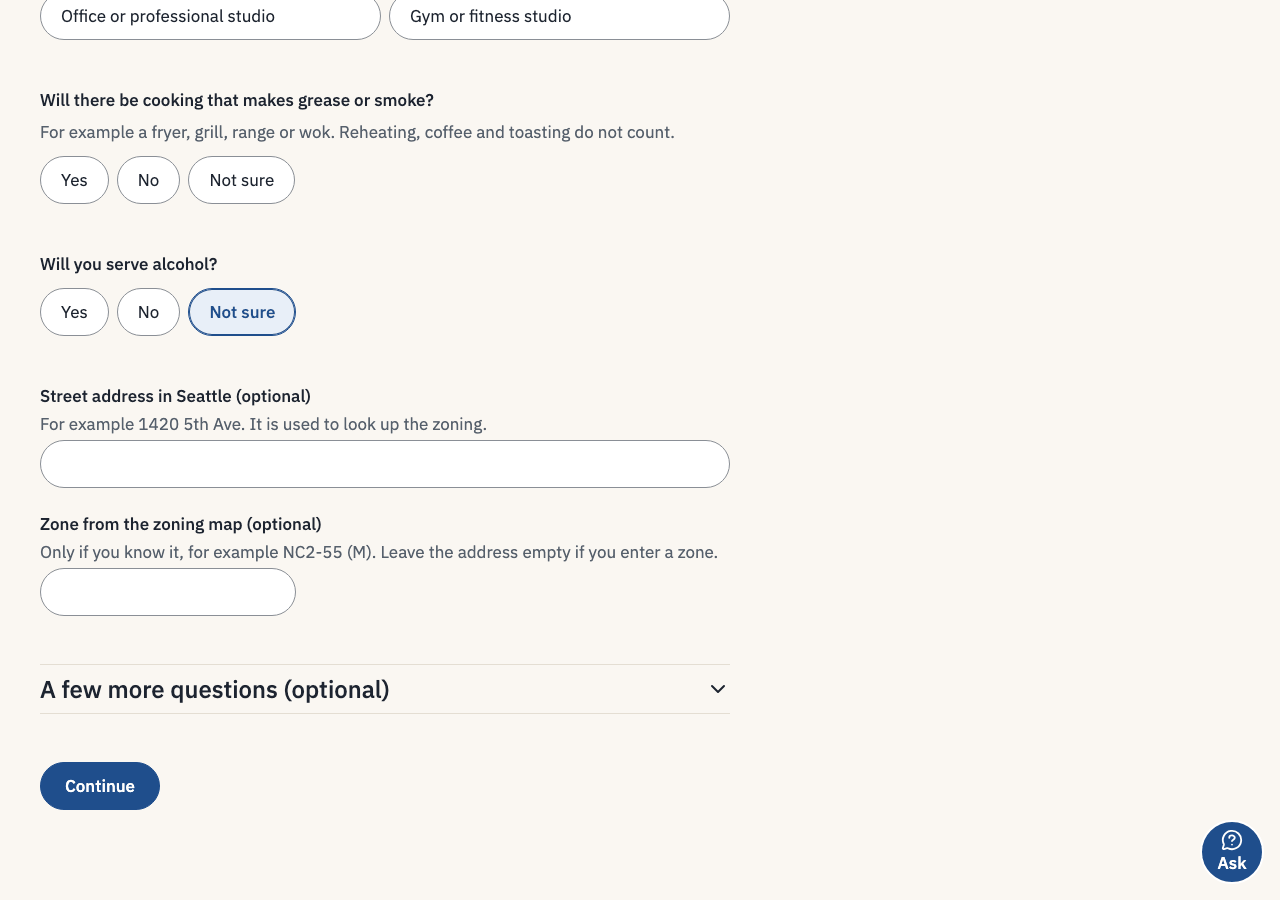 Office or professional studio
Gym or fitness studio
Will there be cooking that makes grease or smoke?
For example a fryer, grill, range or wok. Reheating, coffee and toasting do not count.
Yes
No
Not sure
Will you serve alcohol?
Yes
No
Not sure
Street address in Seattle (optional)
For example 1420 5th Ave. It is used to look up the zoning.
Zone from the zoning map (optional)
Only if you know it, for example NC2-55 (M). Leave the address empty if you enter a zone.
A few more questions (optional)
Continue
Ask